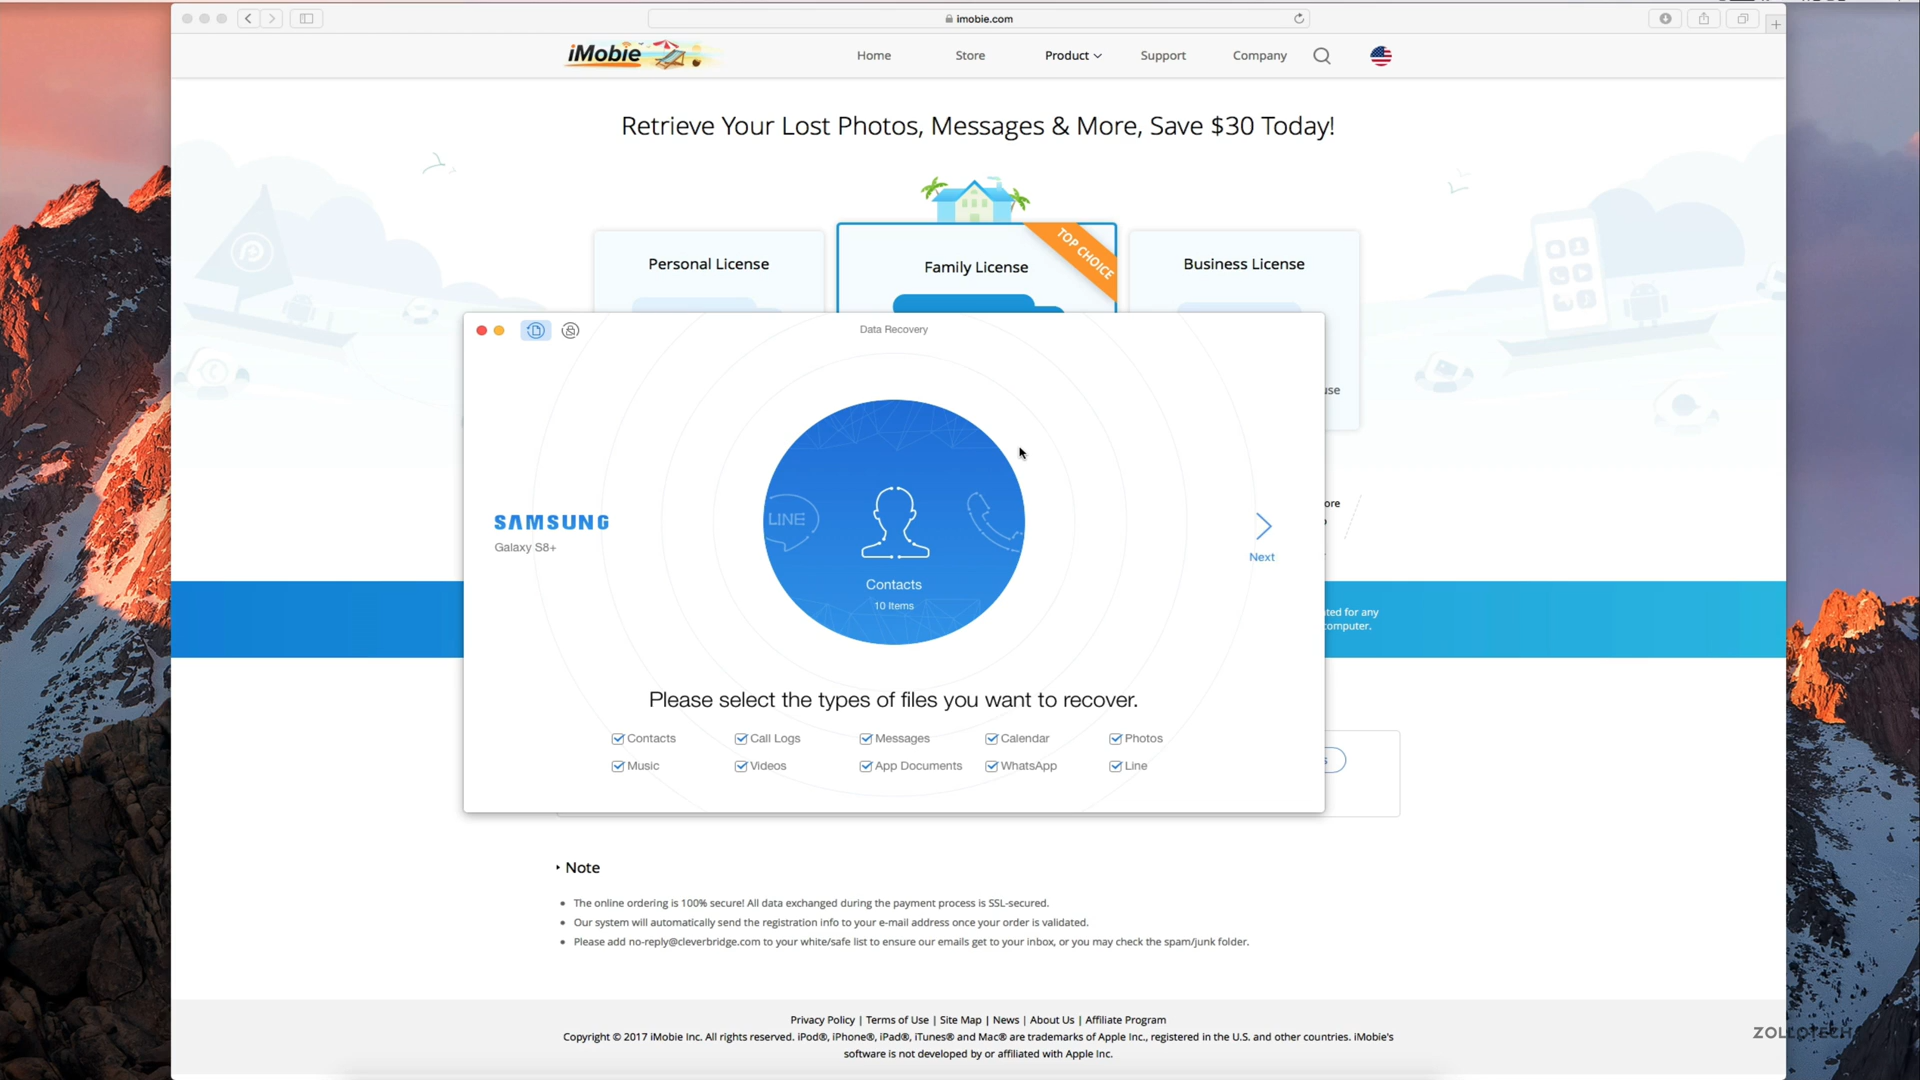 imobie.com
iMobie
Home Store Product Support Company
Retrieve Your Lost Photos, Messages & More, Save $30 Today!
Personal License
Family License
TOP CHOICE
Business License
Data Recovery
LINE
Contacts
10 Items
SAMSUNG
Galaxy S8+
Next
Please select the types of files you want to recover.
Contacts Call Logs Messages Calendar Photos
Music Videos App Documents WhatsApp Line
Note
The online ordering is 100% secure! All data exchanged during the payment process is SSL-secured.
Our system will automatically send the registration info to your e-mail address once your order is validated.
Please add no-reply@cleverbridge.com to your white/safe list to ensure our emails get to your inbox, or you may check the spam/junk folder.
Privacy Policy | Terms of Use | Site Map | News | About Us | Affiliate Program
Copyright © 2017 iMobie Inc. All rights reserved. iPod®, iPhone®, iPad®, iTunes® and Mac® are trademarks of Apple Inc., registered in the U.S. and other countries. iMobie's
software is not developed by or affiliated with Apple Inc.
ZOLLOTECH